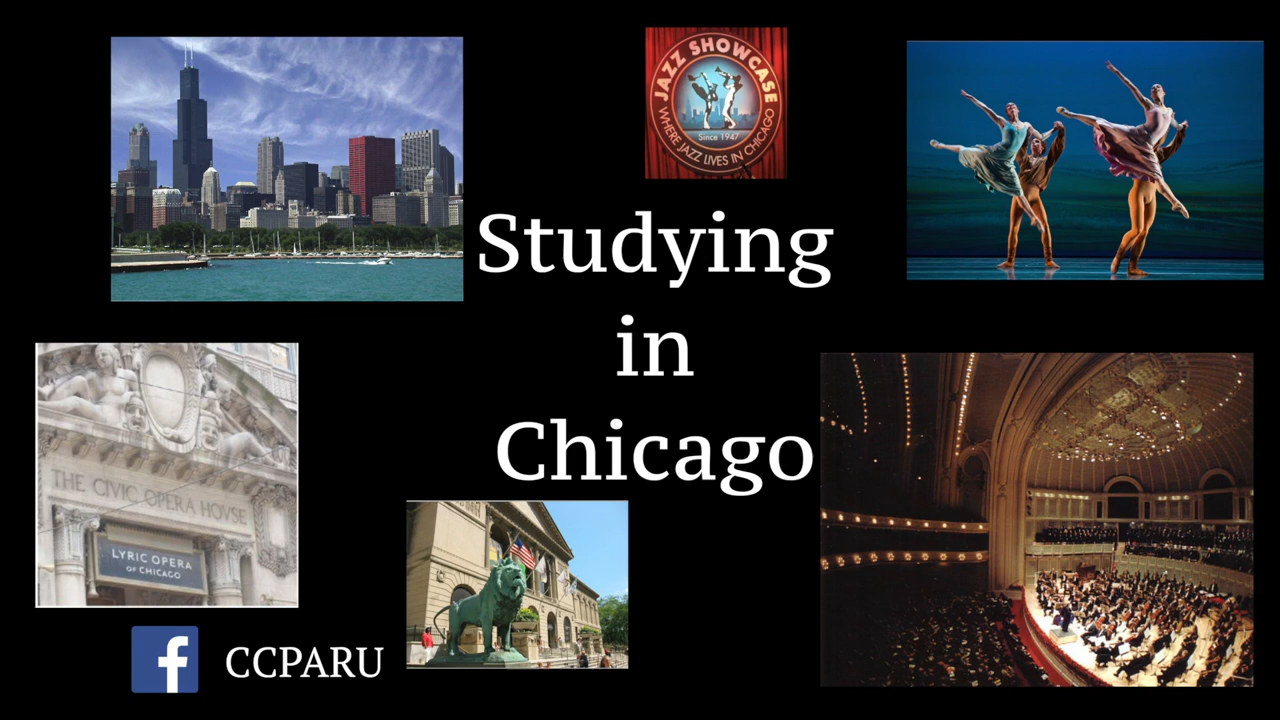 JAZZ SHOWCASE
Since 1947
WHERE JAZZ LIVES IN CHICAGO
Studying
in
Chicago
THE CIVIC OPERA HOVSE
LYRIC OPERA
OF CHICAGO
f
CCPARU